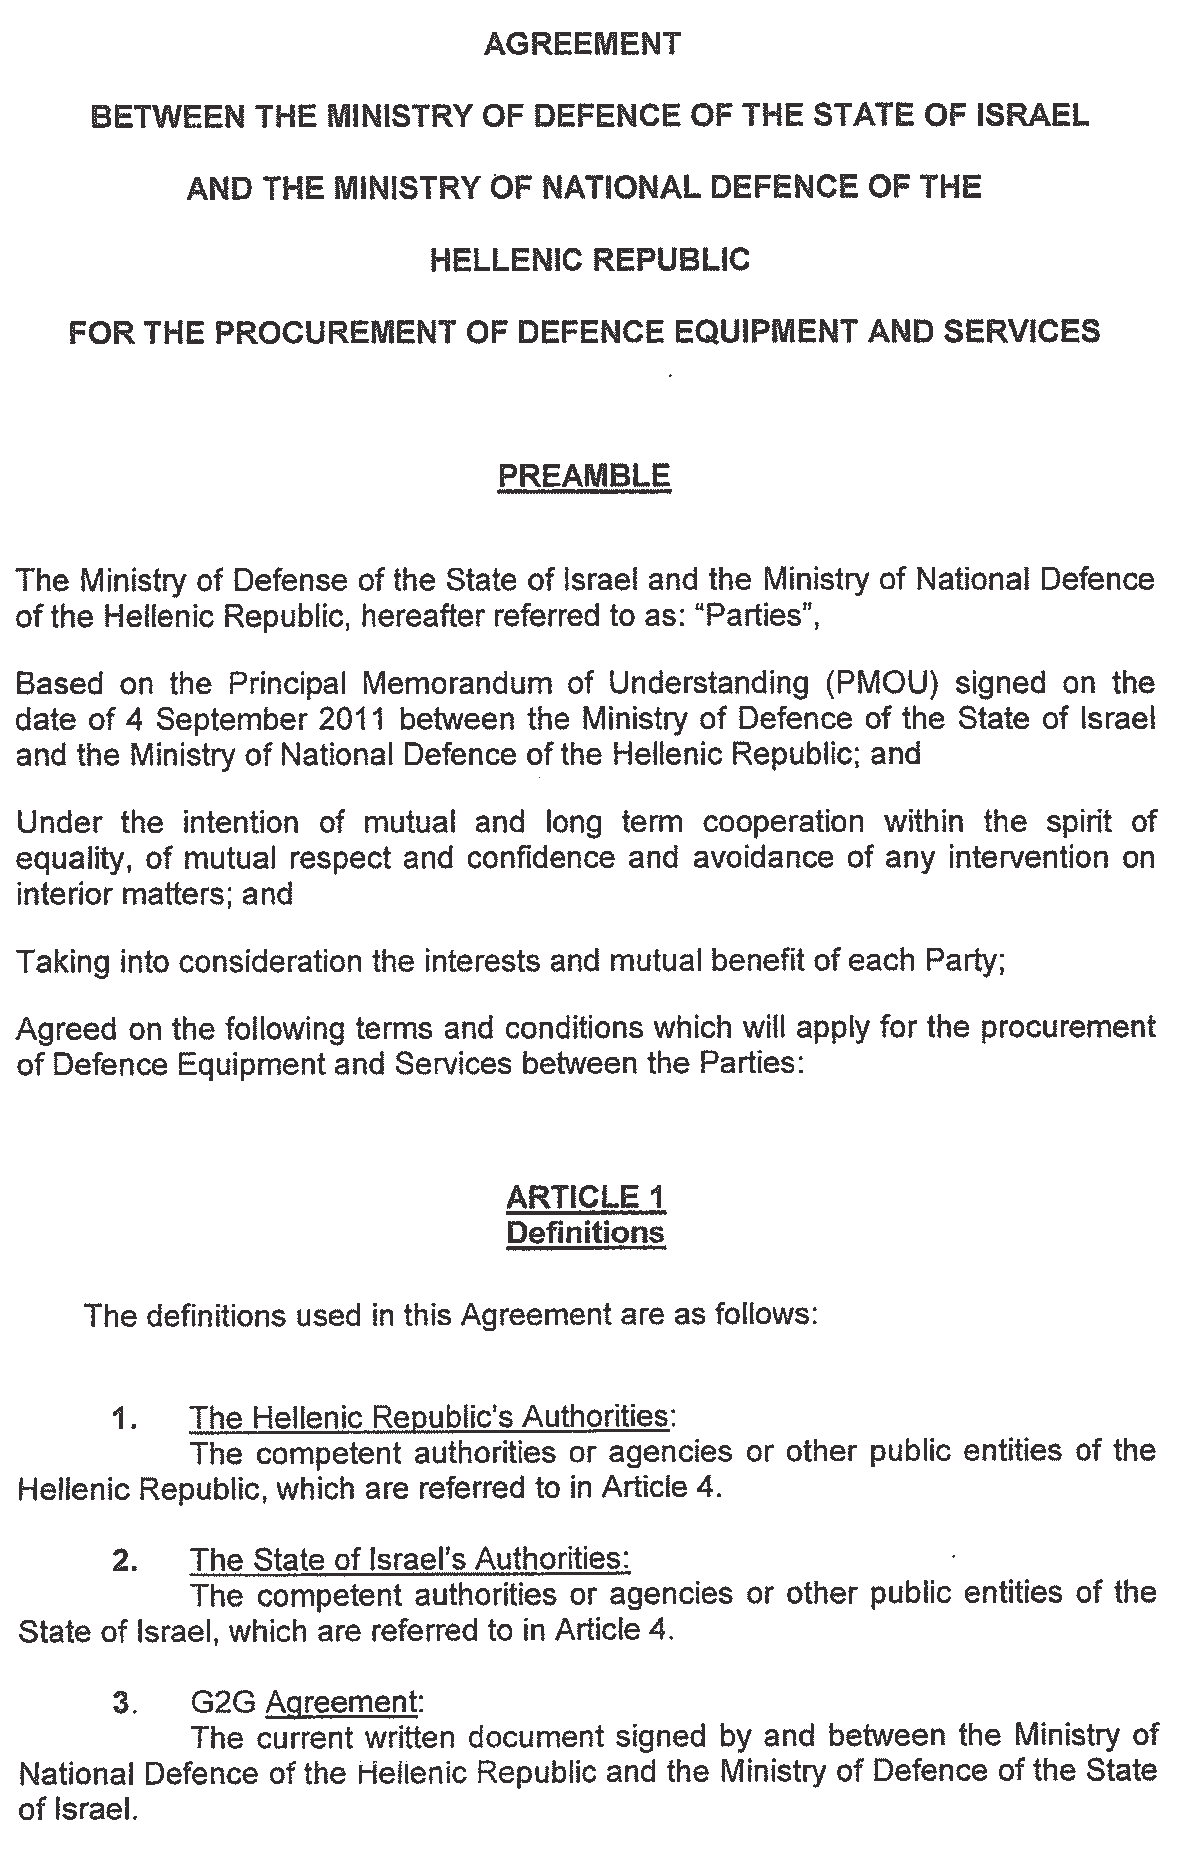 AGREEMENT
BETWEEN THE MINISTRY OF DEFENCE OF THE STATE OF ISRAEL
AND THE MINISTRY OF NATIONAL DEFENCE OF THE
HELLENIC REPUBLIC
FOR THE PROCUREMENT OF DEFENCE EQUIPMENT AND SERVICES
PREAMBLE
The Ministry of Defense of the State of Israel and the Ministry of National Defence
of the Hellenic Republic, hereafter referred to as: “Parties”,
Based on the Principal Memorandum of Understanding (PMOU) signed on the
date of 4 September 2011 between the Ministry of Defence of the State of Israel
and the Ministry of National Defence of the Hellenic Republic; and
Under the intention of mutual and long term cooperation within the spirit of
equality, of mutual respect and confidence and avoidance of any intervention on
interior matters; and
Taking into consideration the interests and mutual benefit of each Party;
Agreed on the following terms and conditions which will apply for the procurement
of Defence Equipment and Services between the Parties:
ARTICLE 1
Definitions
The definitions used in this Agreement are as follows:
1. The Hellenic Republic's Authorities:
The competent authorities or agencies or other public entities of the
Hellenic Republic, which are referred to in Article 4.
2. The State of Israel's Authorities:
The competent authorities or agencies or other public entities of the
State of Israel, which are referred to in Article 4.
3. G2G Agreement:
The current written document signed by and between the Ministry of
National Defence of the Hellenic Republic and the Ministry of Defence of the State
of Israel.